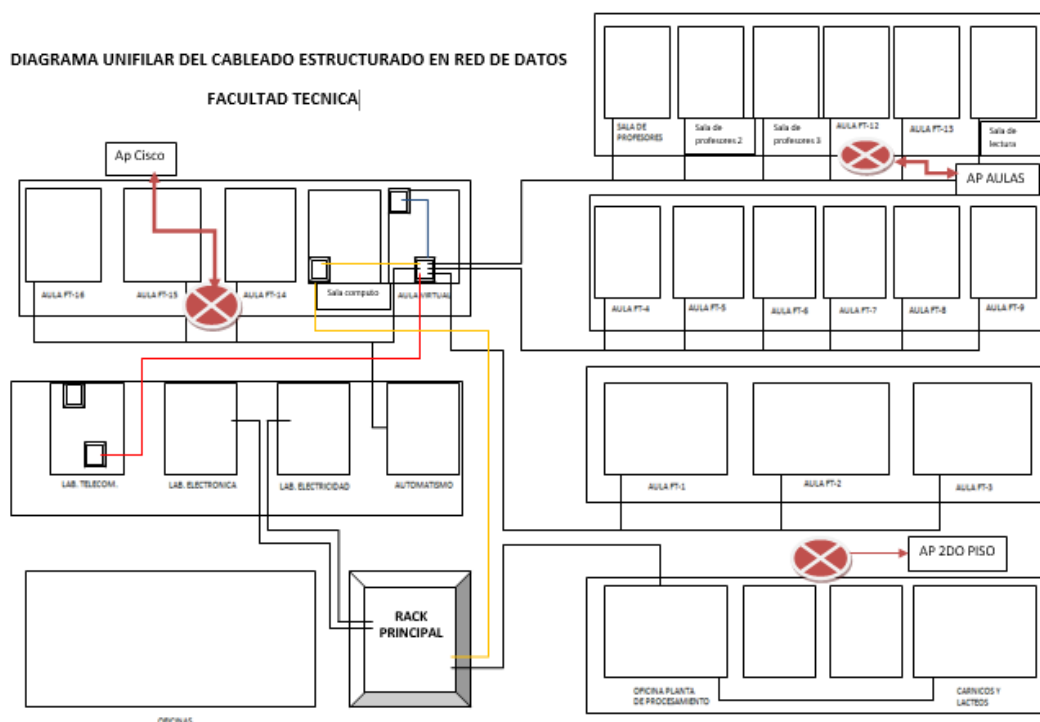 DIAGRAMA UNIFILAR DEL CABLEADO ESTRUCTURADO EN RED DE DATOS
FACULTAD TECNICA
SALA DE
PROFESORES
Sala de
profesores 2
Sala de
profesores 3
AULA FT-12
AULA FT-13
Sala de
lectura
Ap Cisco
AP AULAS
AULA FT-16
AULA FT-15
AULA FT-14
Sala computo
AULA VIRTUAL
AULA FT-4
AULA FT-5
AULA FT-6
AULA FT-7
AULA FT-8
AULA FT-9
LAB. TELECOM.
LAB. ELECTRONICA
LAB. ELECTRICIDAD
AUTOMATISMO
AULA FT-1
AULA FT-2
AULA FT-3
AP 2DO PISO
RACK
PRINCIPAL
OFICINA PLANTA
DE PROCESAMIENTO
CARNICOS Y
LACTEOS
OFICINAS